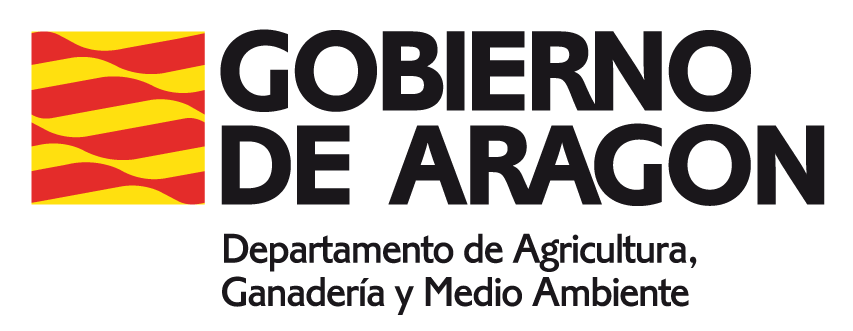 GOBIERNO
DE ARAGON
Departamento de Agricultura,
Ganadería y Medio Ambiente